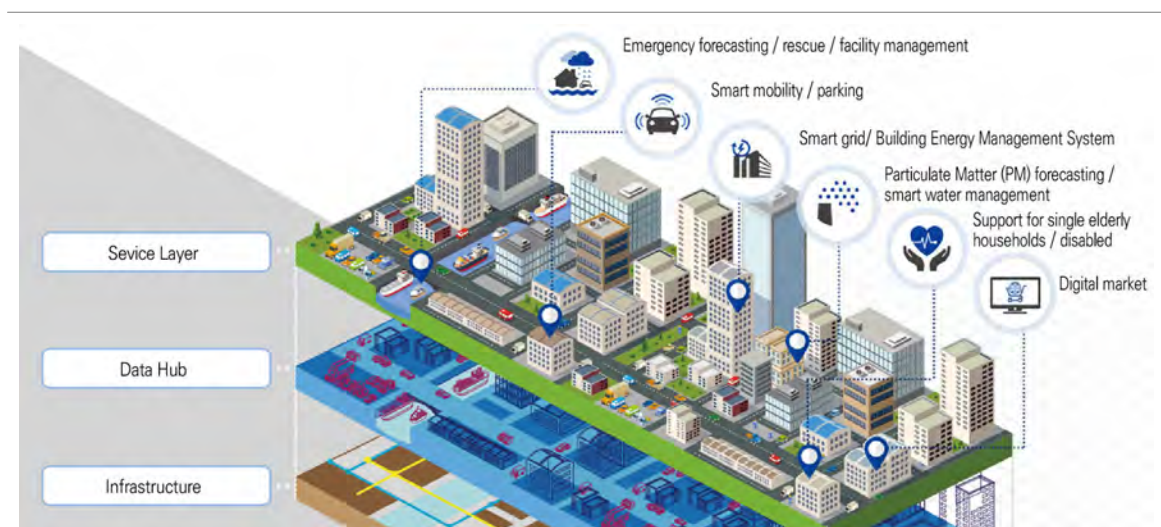 Emergency forecasting / rescue / facility management
Smart mobility / parking
Smart grid/ Building Energy Management System
Particulate Matter (PM) forecasting /
smart water management
Support for single elderly
households / disabled
Digital market
Sevice Layer
Data Hub
Infrastructure